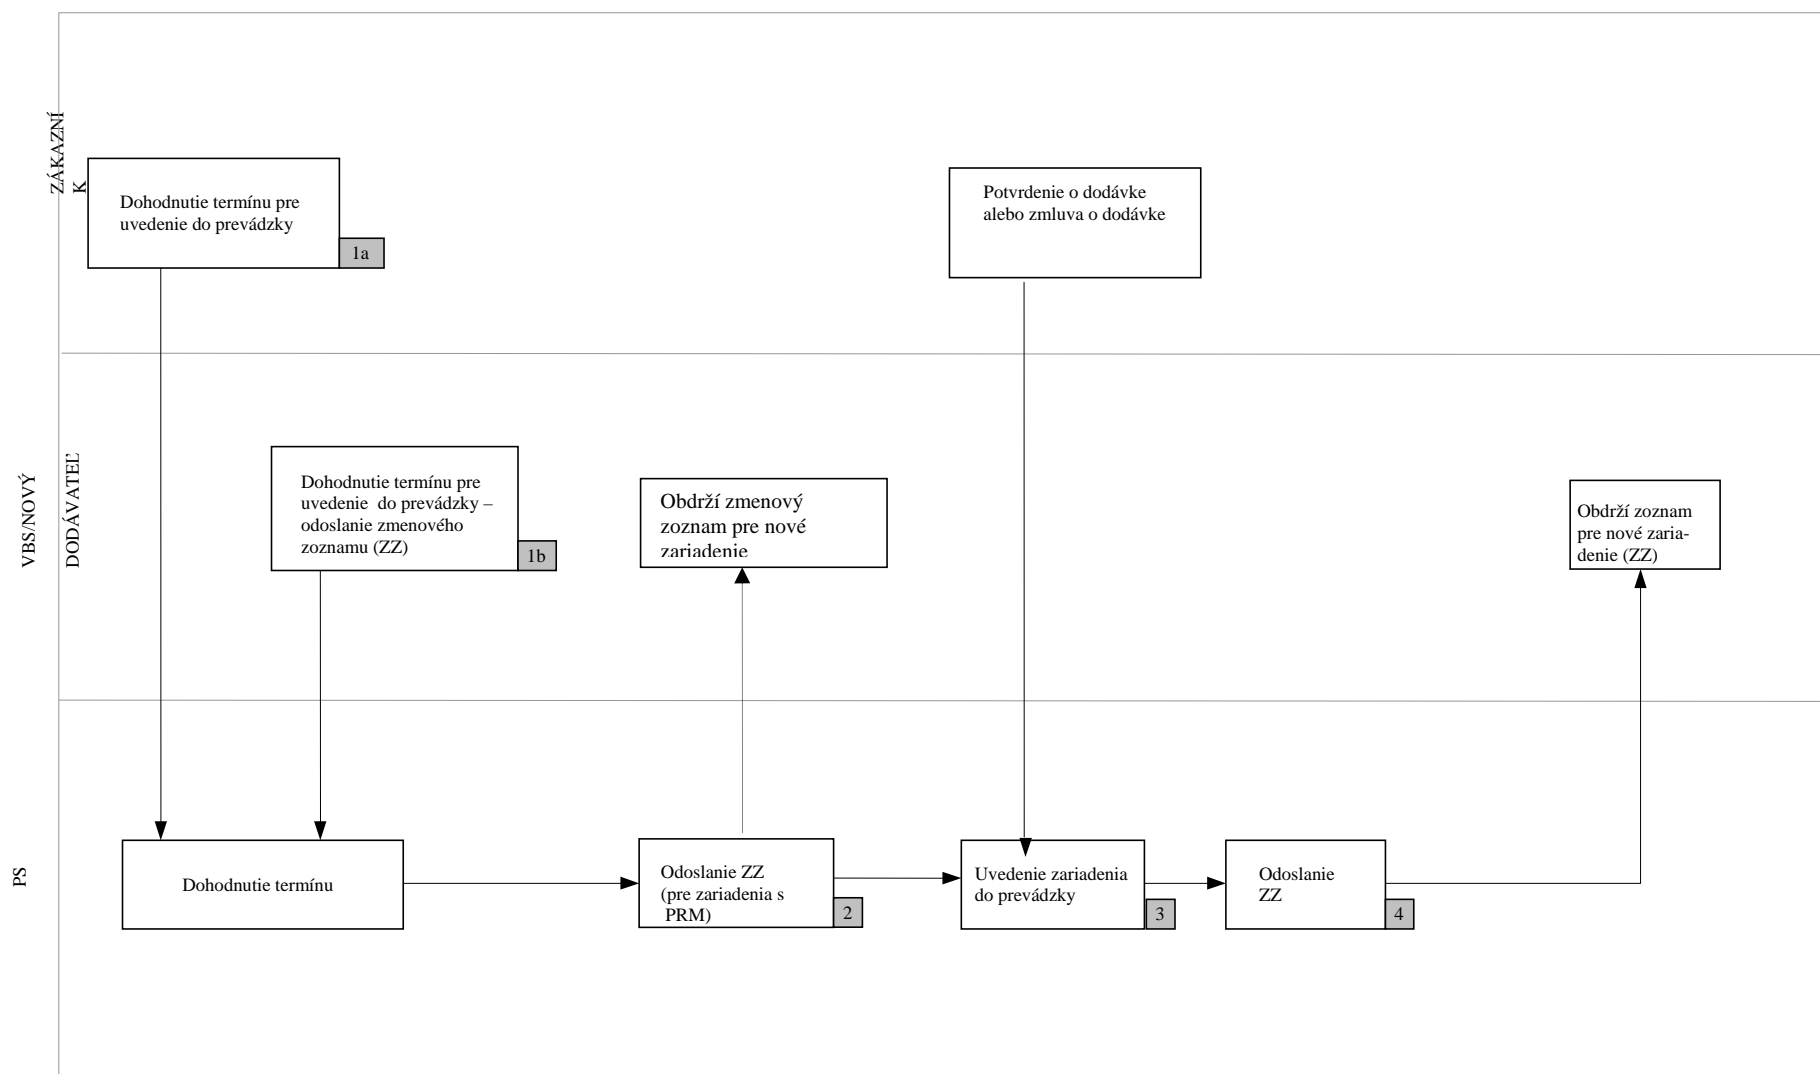 ZÁKAZNÍ
K
Dohodnutie termínu pre
uvedenie do prevádzky
1a
Potvrdenie o dodávke
alebo zmluva o dodávke
VBS/NOVÝ
DODÁVATEĽ
Dohodnutie termínu pre
uvedenie do prevádzky –
odoslanie zmenového
zoznamu (ZZ)
1b
Obdrží zmenový
zoznam pre nové
zariadenie
Obdrží zoznam
pre nové zaria-
denie (ZZ)
PS
Dohodnutie termínu
Odoslanie ZZ
(pre zariadenia s
PRM)
2
Uvedenie zariadenia
do prevádzky
3
Odoslanie
ZZ
4